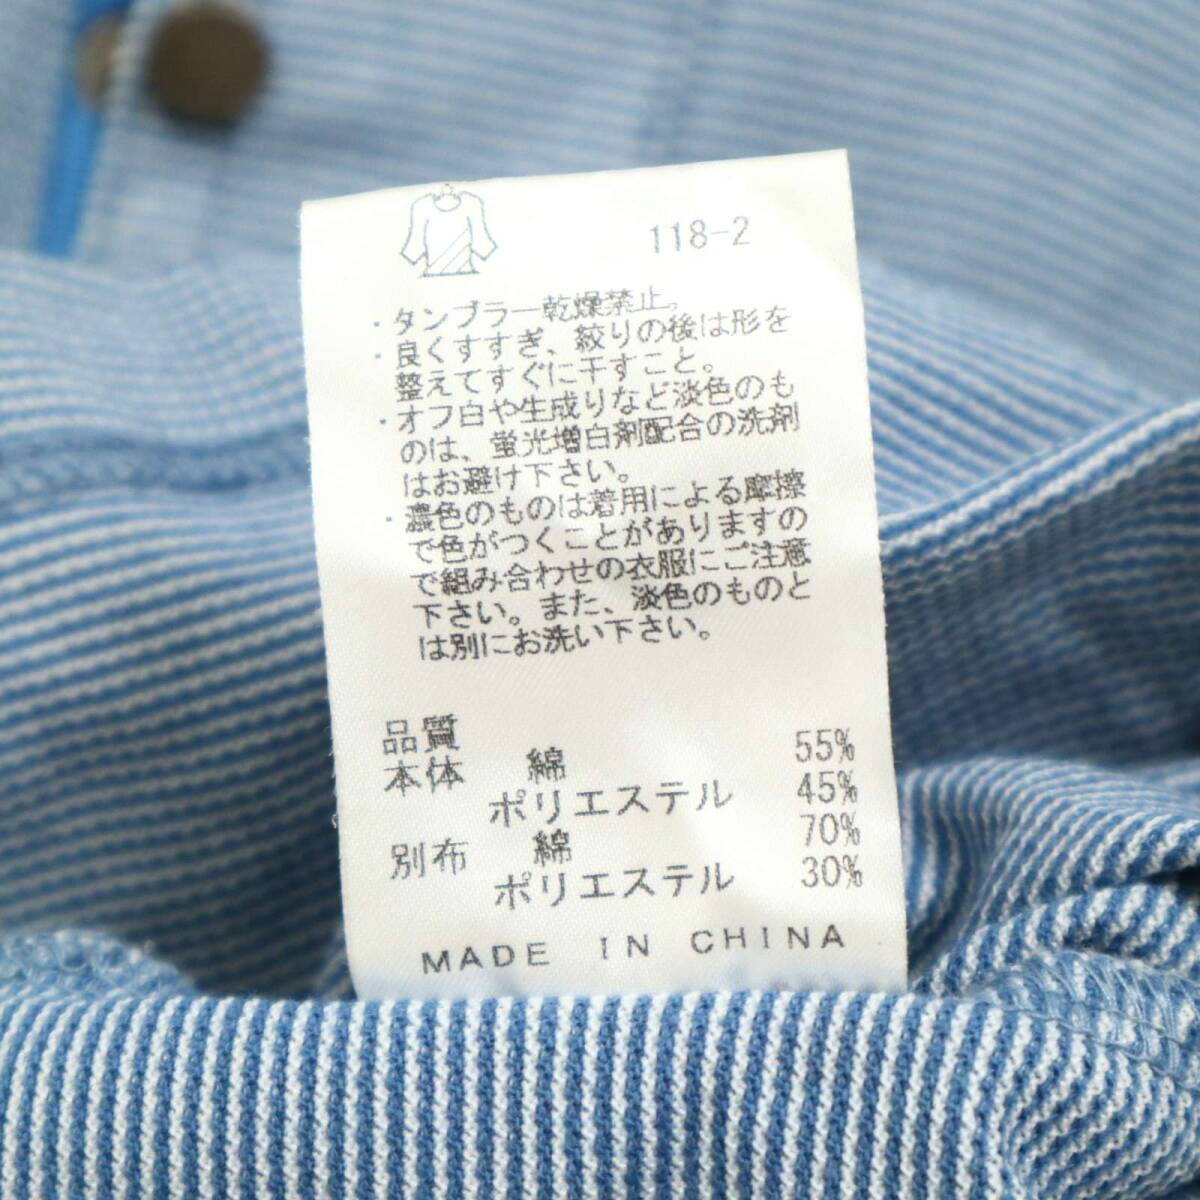 118-2
・タンブラー乾燥禁止。
・良くすすぎ、絞りの後は形を
整えてすぐに干すこと。
・オフ白や生成りなど淡色のも
のは、蛍光増白剤配合の洗剤
はお避け下さい。
・濃色のものは着用による摩擦
で色がつくことがありますの
で組み合わせの衣服にご注意
下さい。また、淡色のものと
は別にお洗い下さい。
品質
本体 綿 55%
ポリエステル 45%
別布 綿 70%
ポリエステル 30%
MADE IN CHINA